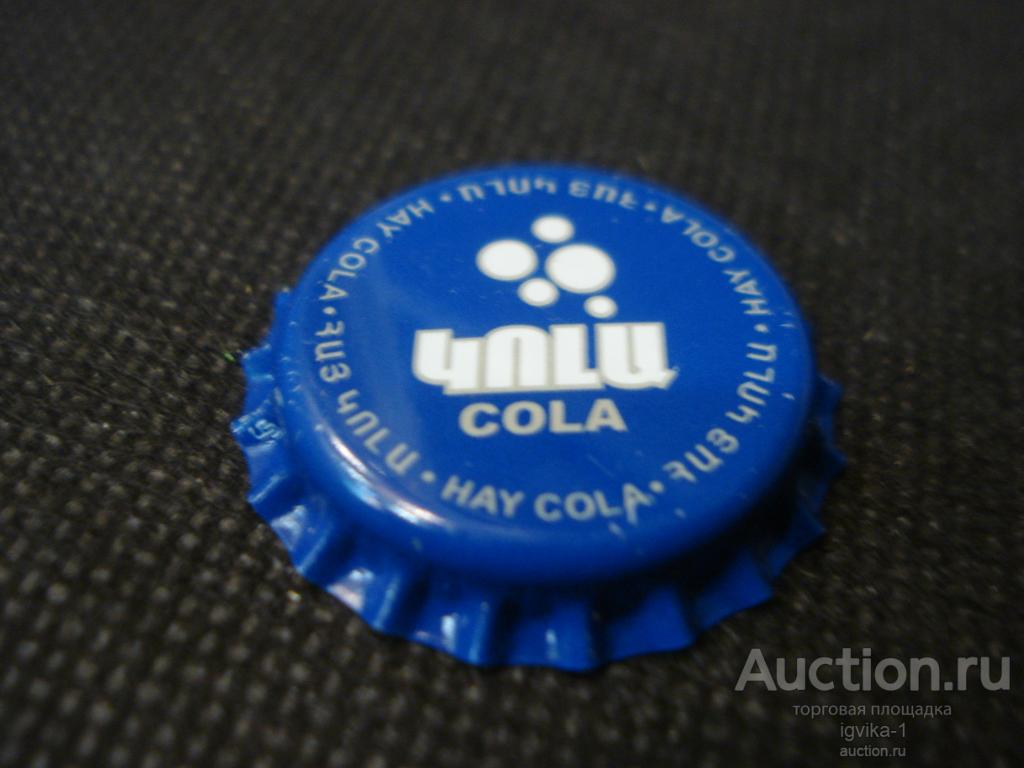 ԿՈԼԱ
COLA
ՀԱՅ ԿՈԼԱ • HAY COLA • ՀԱՅ ԿՈԼԱ • HAY COLA • ՀԱՅ ԿՈԼԱ • HAY COLA •
Auction.ru
торговая площадка
igvika-1
auction.ru